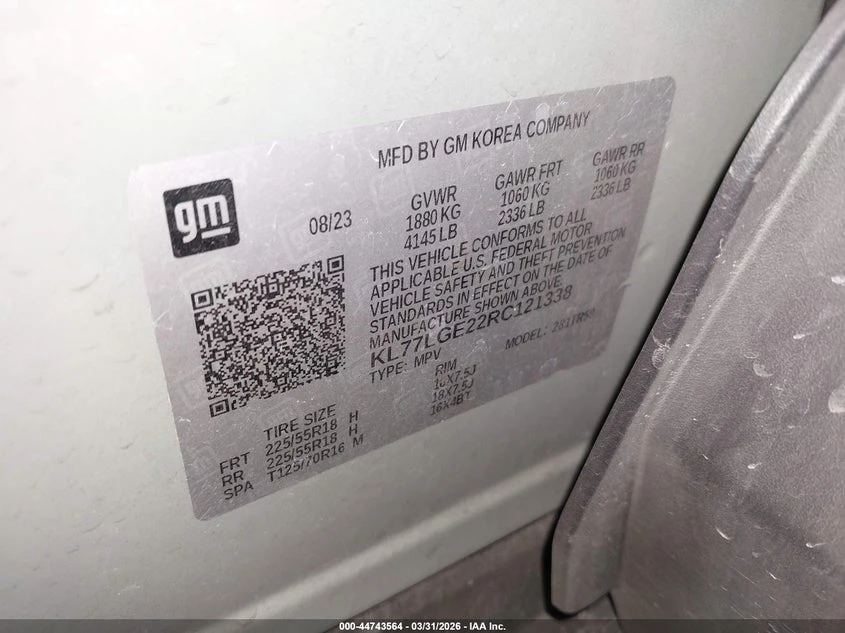 MFD BY GM KOREA COMPANY
gm
08/23
GVWR GAWR FRT GAWR RR
1880 KG 1060 KG 1060 KG
4145 LB 2336 LB 2336 LB
THIS VEHICLE CONFORMS TO ALL
APPLICABLE U.S. FEDERAL MOTOR
VEHICLE SAFETY AND THEFT PREVENTION
STANDARDS IN EFFECT ON THE DATE OF
MANUFACTURE SHOWN ABOVE.
KL77LGE22RC121338
TYPE: MPV MODEL:
TIRE SIZE RIM
FRT 225/55R18 H 18X7.5J
RR 225/55R18 H 18X7.5J
SPA T125/70R16 M 16X4BT
000-44743564 // 03/31/2026 - IAA Inc.